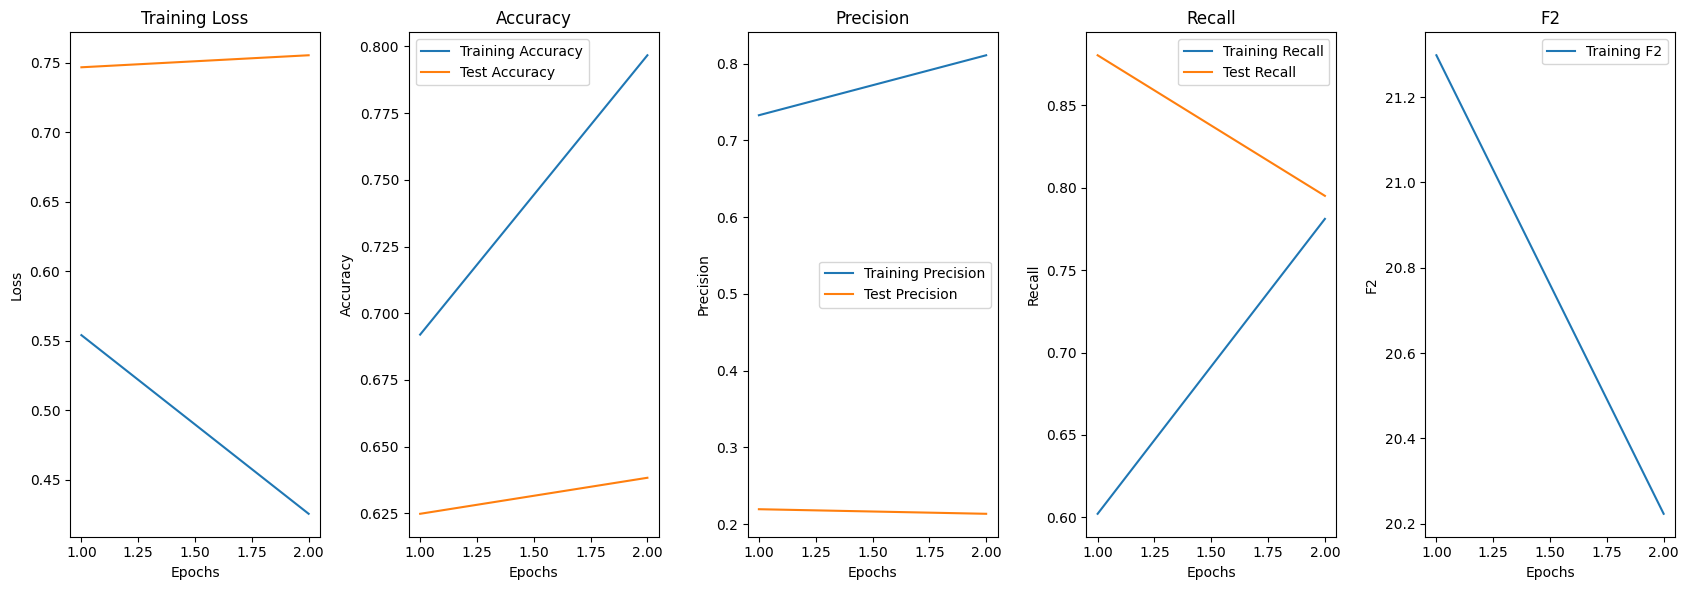 Training Loss
Loss
0.75
0.70
0.65
0.60
0.55
0.50
0.45
1.00 1.25 1.50 1.75 2.00
Epochs
Accuracy
Training Accuracy
Test Accuracy
Accuracy
0.800
0.775
0.750
0.725
0.700
0.675
0.650
0.625
1.00 1.25 1.50 1.75 2.00
Epochs
Precision
Training Precision
Test Precision
Precision
0.8
0.7
0.6
0.5
0.4
0.3
0.2
1.00 1.25 1.50 1.75 2.00
Epochs
Recall
Training Recall
Test Recall
Recall
0.85
0.80
0.75
0.70
0.65
0.60
1.00 1.25 1.50 1.75 2.00
Epochs
F2
Training F2
F2
21.2
21.0
20.8
20.6
20.4
20.2
1.00 1.25 1.50 1.75 2.00
Epochs